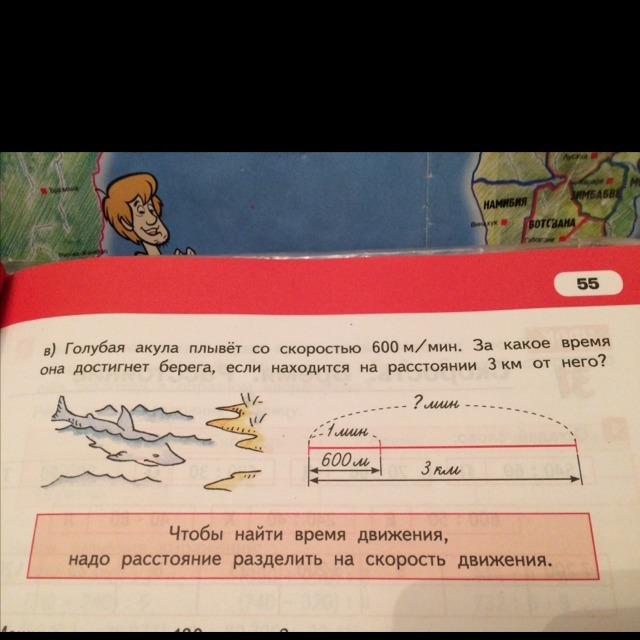 НАМИБИЯ
БОТСВАНА
55
в) Голубая акула плывёт со скоростью 600 м/мин. За какое время
она достигнет берега, если находится на расстоянии 3 км от него?
? мин
1 мин
600 м
3 км
Чтобы найти время движения,
надо расстояние разделить на скорость движения.